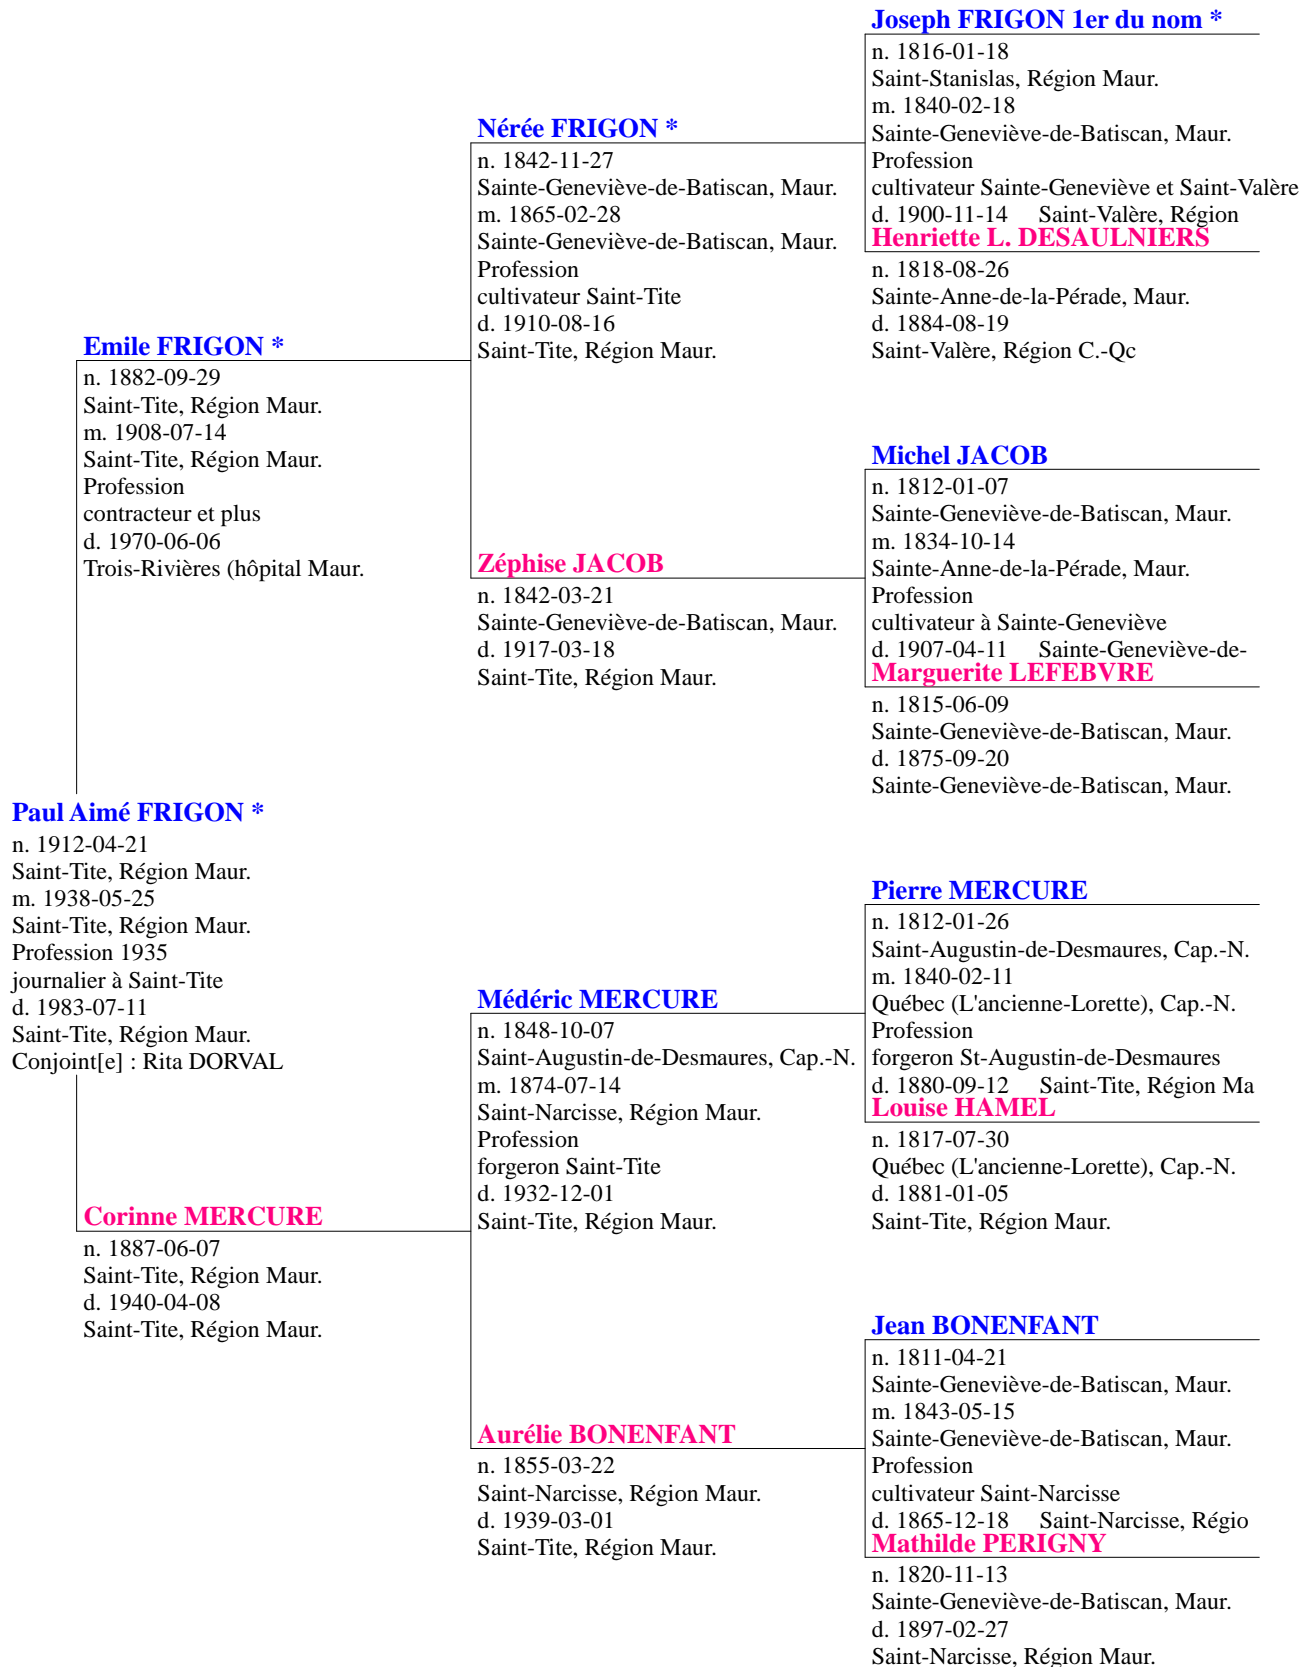 Joseph FRIGON 1er du nom *
n. 1816-01-18
Saint-Stanislas, Région Maur.
m. 1840-02-18
Sainte-Geneviève-de-Batiscan, Maur.
Profession
cultivateur Sainte-Geneviève et Saint-Valère
d. 1900-11-14 Saint-Valère, Région
Henriette L. DESAULNIERS
n. 1818-08-26
Sainte-Anne-de-la-Pérade, Maur.
d. 1884-08-19
Saint-Valère, Région C.-Qc
Nérée FRIGON *
n. 1842-11-27
Sainte-Geneviève-de-Batiscan, Maur.
m. 1865-02-28
Sainte-Geneviève-de-Batiscan, Maur.
Profession
cultivateur Saint-Tite
d. 1910-08-16
Saint-Tite, Région Maur.
Emile FRIGON *
n. 1882-09-29
Saint-Tite, Région Maur.
m. 1908-07-14
Saint-Tite, Région Maur.
Profession
contracteur et plus
d. 1970-06-06
Trois-Rivières (hôpital Maur.
Michel JACOB
n. 1812-01-07
Sainte-Geneviève-de-Batiscan, Maur.
m. 1834-10-14
Sainte-Anne-de-la-Pérade, Maur.
Profession
cultivateur à Sainte-Geneviève
d. 1907-04-11 Sainte-Geneviève-de-
Marguerite LEFEBVRE
n. 1815-06-09
Sainte-Geneviève-de-Batiscan, Maur.
d. 1875-09-20
Sainte-Geneviève-de-Batiscan, Maur.
Zéphise JACOB
n. 1842-03-21
Sainte-Geneviève-de-Batiscan, Maur.
d. 1917-03-18
Saint-Tite, Région Maur.
Paul Aimé FRIGON *
n. 1912-04-21
Saint-Tite, Région Maur.
m. 1938-05-25
Saint-Tite, Région Maur.
Profession 1935
journalier à Saint-Tite
d. 1983-07-11
Saint-Tite, Région Maur.
Conjoint[e] : Rita DORVAL
Pierre MERCURE
n. 1812-01-26
Saint-Augustin-de-Desmaures, Cap.-N.
m. 1840-02-11
Québec (L'ancienne-Lorette), Cap.-N.
Profession
forgeron St-Augustin-de-Desmaures
d. 1880-09-12 Saint-Tite, Région Ma
Louise HAMEL
n. 1817-07-30
Québec (L'ancienne-Lorette), Cap.-N.
d. 1881-01-05
Saint-Tite, Région Maur.
Médéric MERCURE
n. 1848-10-07
Saint-Augustin-de-Desmaures, Cap.-N.
m. 1874-07-14
Saint-Narcisse, Région Maur.
Profession
forgeron Saint-Tite
d. 1932-12-01
Saint-Tite, Région Maur.
Corinne MERCURE
n. 1887-06-07
Saint-Tite, Région Maur.
d. 1940-04-08
Saint-Tite, Région Maur.
Jean BONENFANT
n. 1811-04-21
Sainte-Geneviève-de-Batiscan, Maur.
m. 1843-05-15
Sainte-Geneviève-de-Batiscan, Maur.
Profession
cultivateur Saint-Narcisse
d. 1865-12-18 Saint-Narcisse, Régio
Mathilde PERIGNY
n. 1820-11-13
Sainte-Geneviève-de-Batiscan, Maur.
d. 1897-02-27
Saint-Narcisse, Région Maur.
Aurélie BONENFANT
n. 1855-03-22
Saint-Narcisse, Région Maur.
d. 1939-03-01
Saint-Tite, Région Maur.